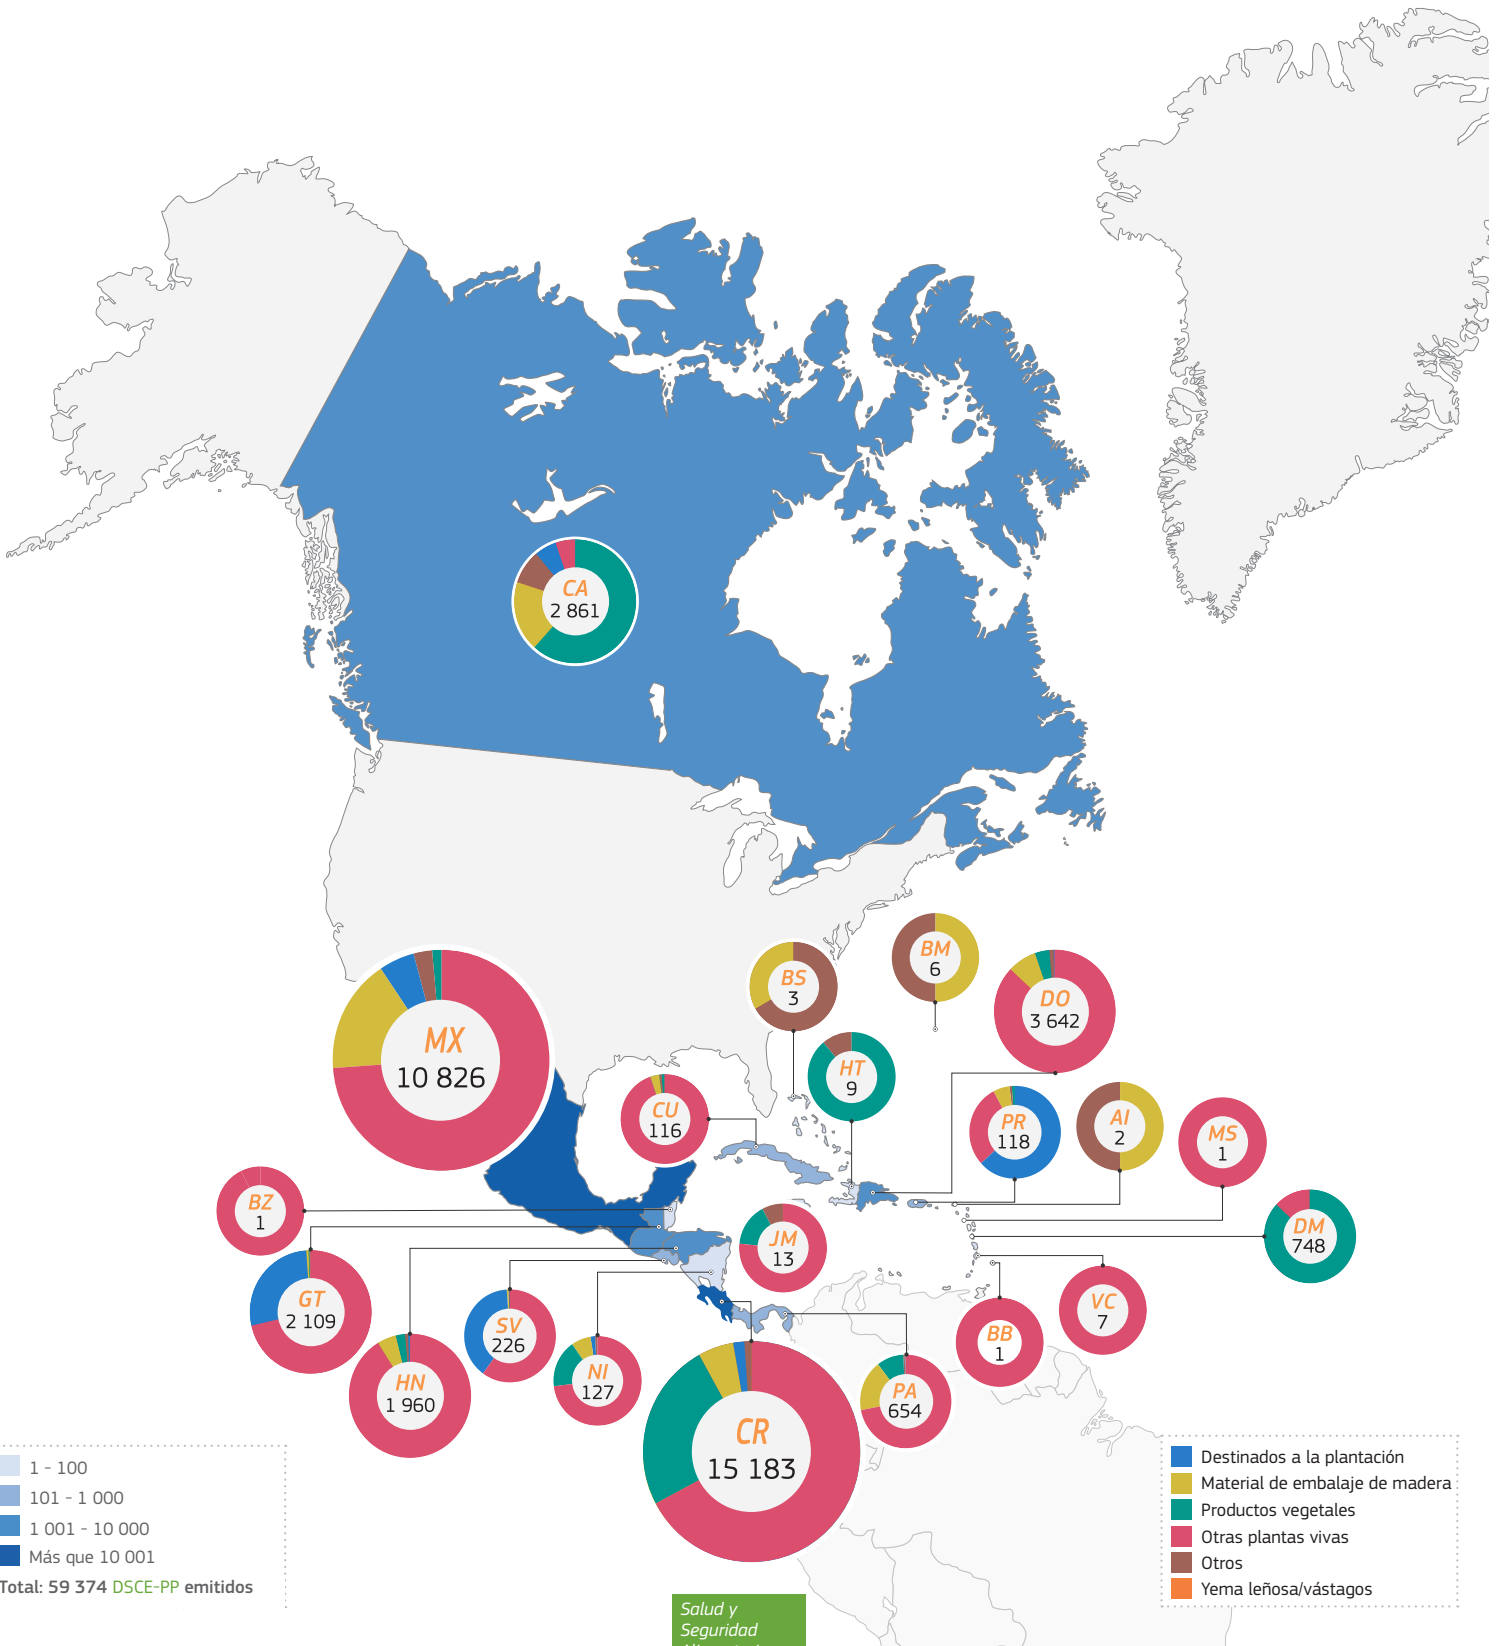 CA
2 861
BM
6
BS
3
DO
3 642
MX
10 826
HT
9
CU
116
PR
118
AI
2
MS
1
BZ
1
JM
13
DM
748
GT
2 109
SV
226
NI
127
VC
7
BB
1
HN
1 960
PA
654
CR
15 183
1 - 100
101 - 1 000
1 001 - 10 000
Más que 10 001
Total: 59 374 DSCE-PP emitidos
Destinados a la plantación
Material de embalaje de madera
Productos vegetales
Otras plantas vivas
Otros
Yema leñosa/vástagos
Salud y
Seguridad